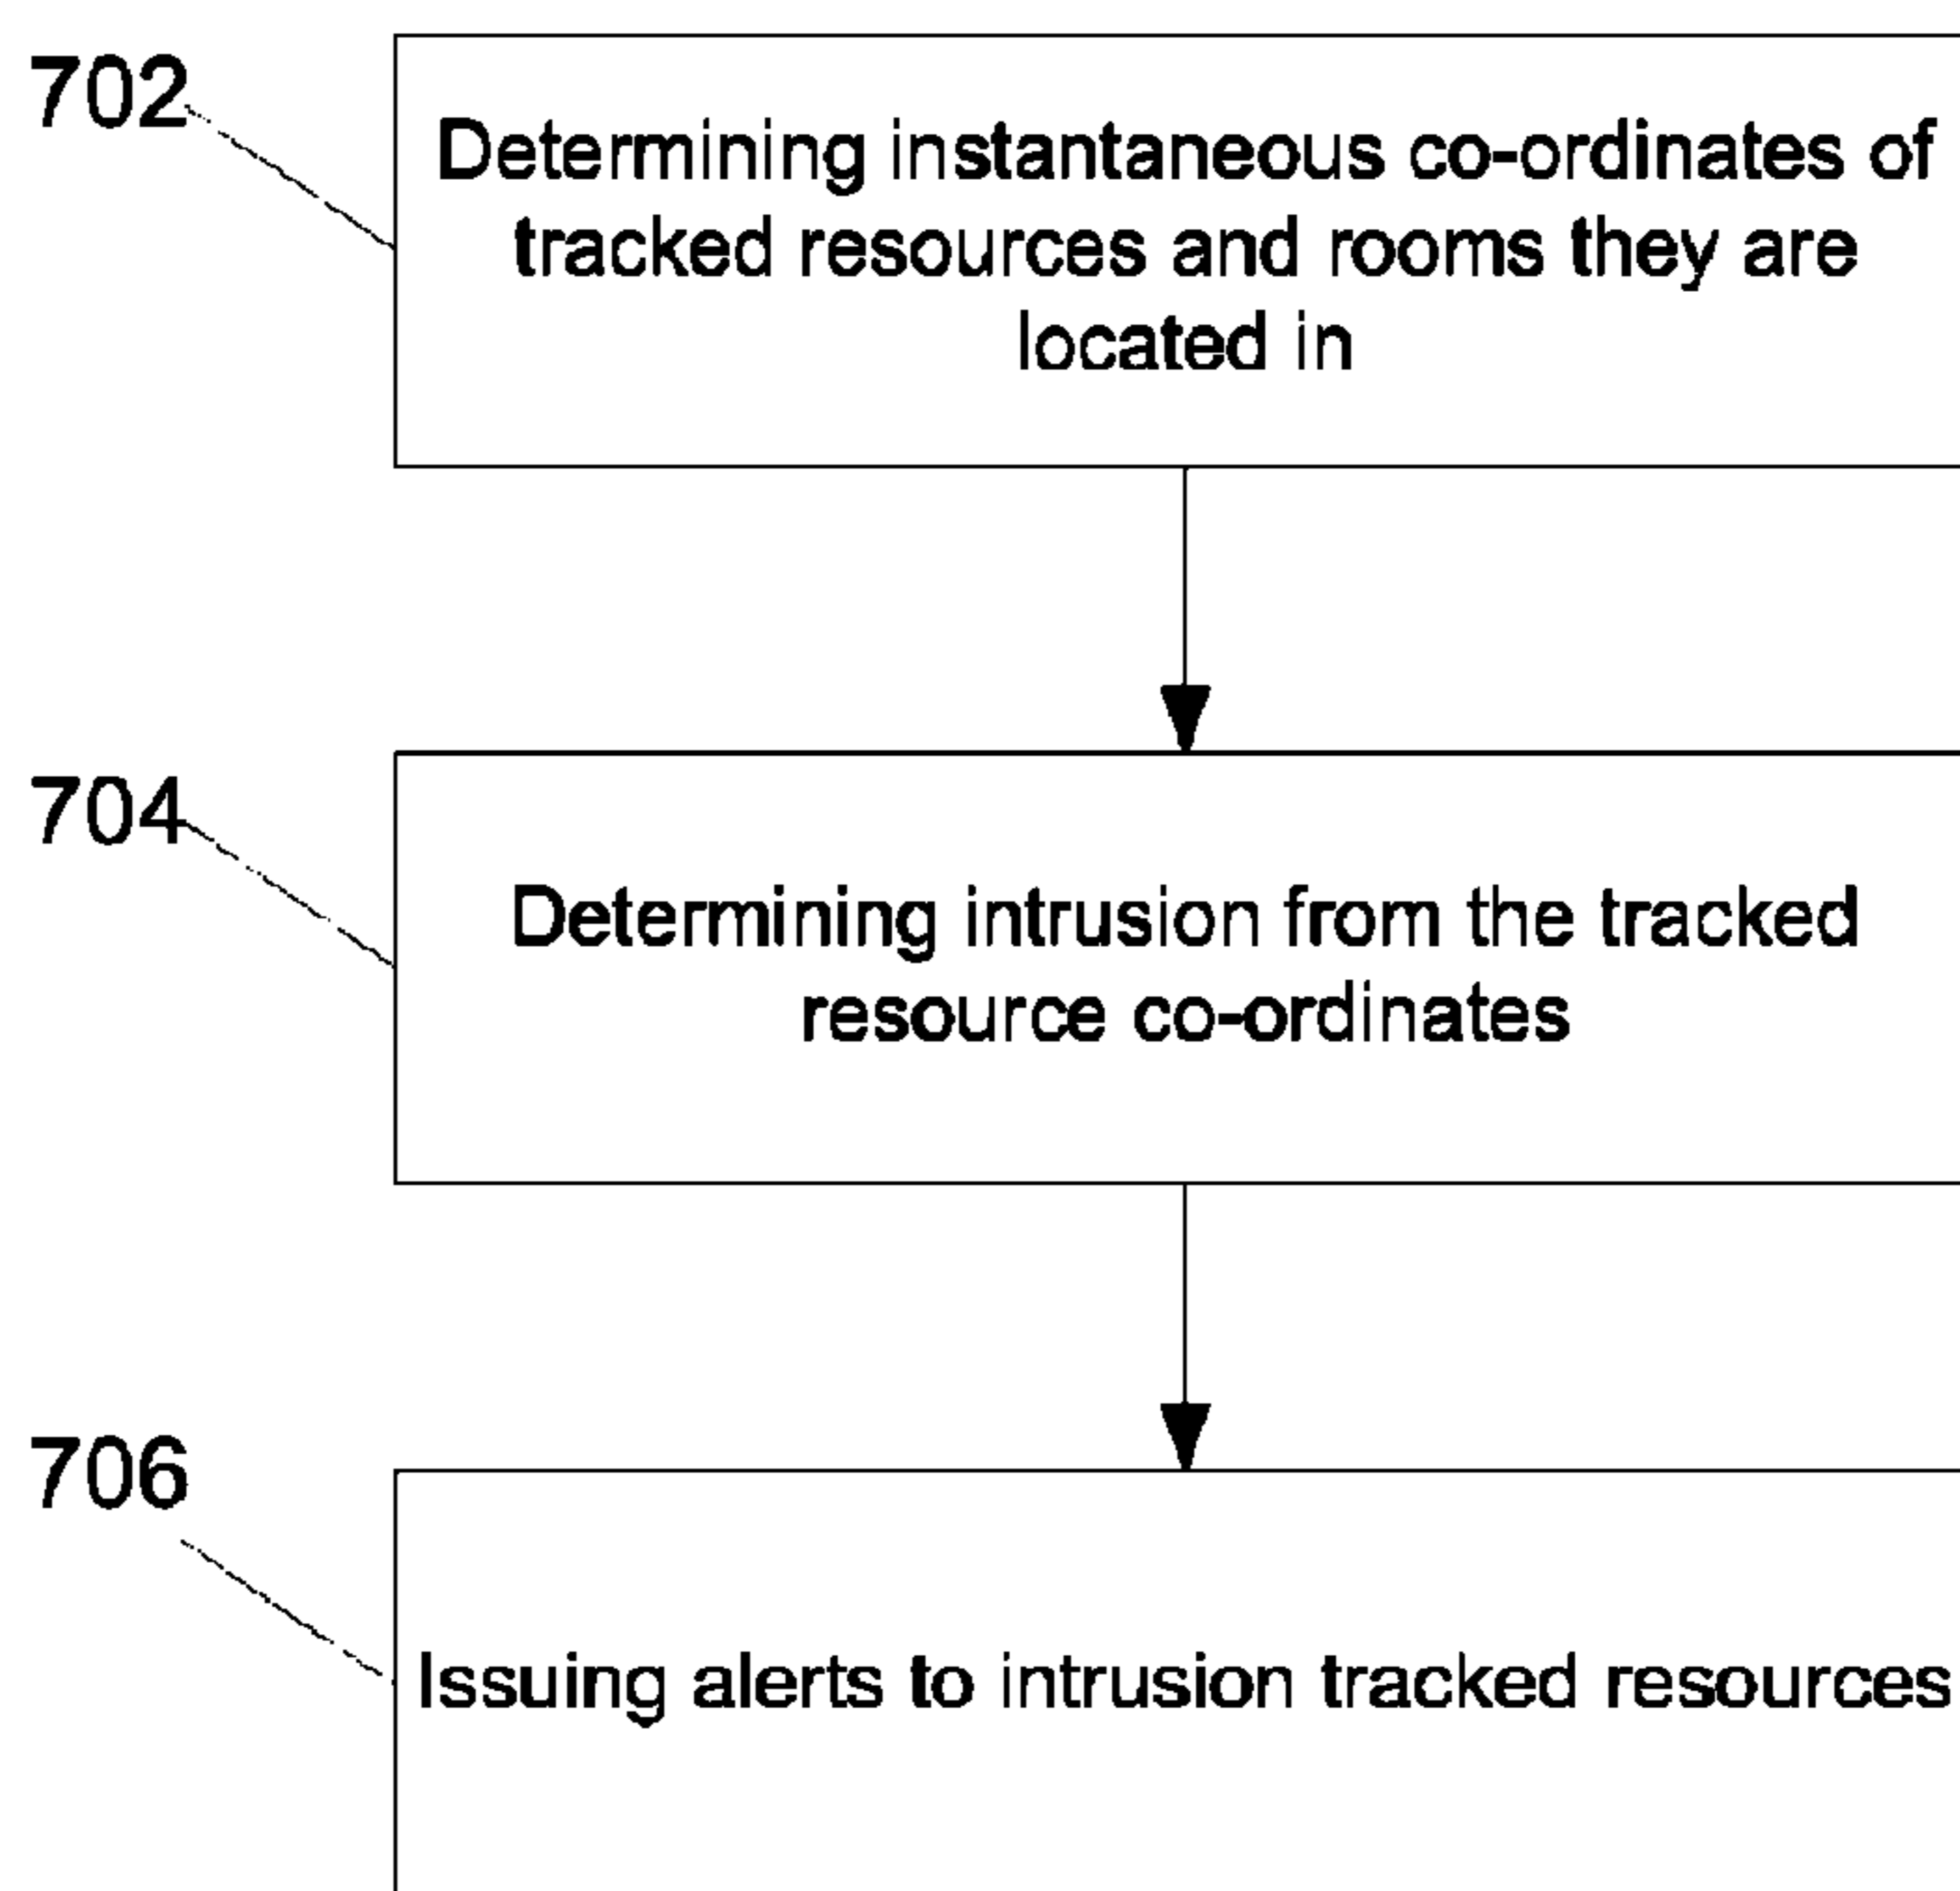 702
Determining instantaneous co-ordinates of
tracked resources and rooms they are
located in
704
Determining intrusion from the tracked
resource co-ordinates
706
Issuing alerts to intrusion tracked resources